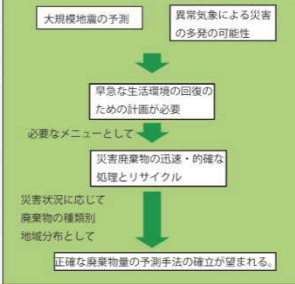 大規模地震の予測
異常気象による災害
の多発の可能性
早急な生活環境の回復の
ための計画が必要
必要なメニューとして
災害廃棄物の迅速・的確な
処理とリサイクル
災害状況に応じて
廃棄物の種類別
地域分布として
正確な廃棄物量の予測手法の確立が望まれる。